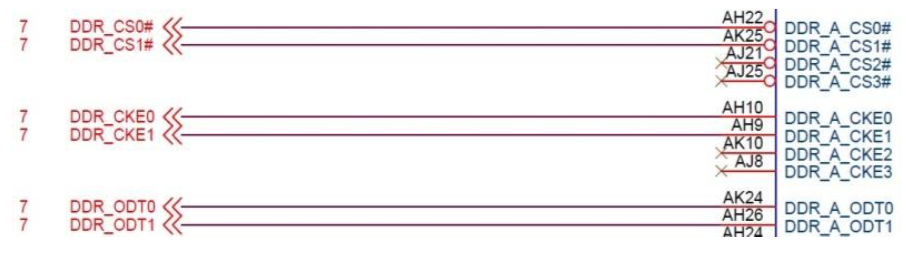 7 DDR_CS0# AH22 DDR_A_CS0#
7 DDR_CS1# AK25 DDR_A_CS1#
AJ21 DDR_A_CS2#
AJ25 DDR_A_CS3#
7 DDR_CKE0 AH10 DDR_A_CKE0
7 DDR_CKE1 AH9 DDR_A_CKE1
AK10 DDR_A_CKE2
AJ8 DDR_A_CKE3
7 DDR_ODT0 AK24 DDR_A_ODT0
7 DDR_ODT1 AH26 DDR_A_ODT1
AH24